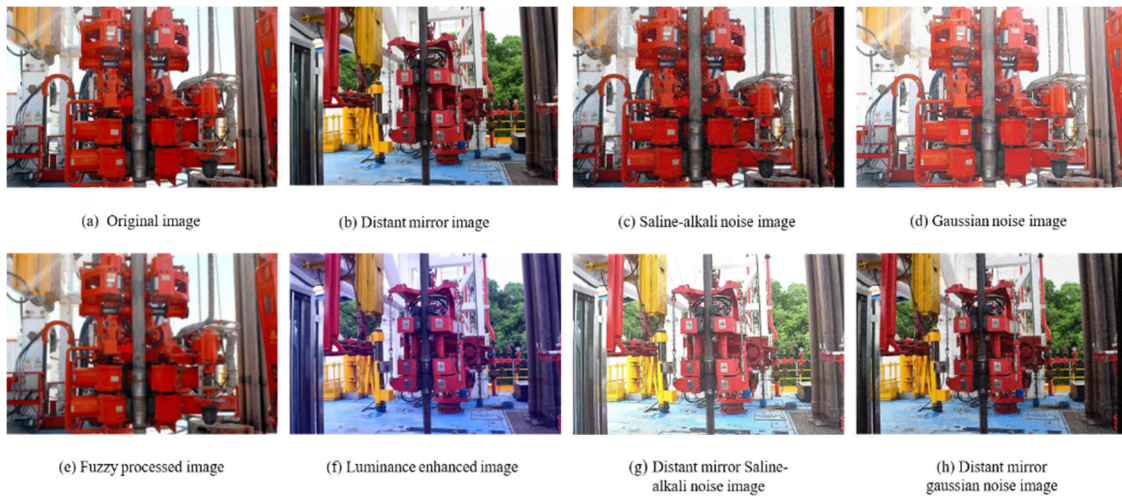 (a) Original image
(b) Distant mirror image
(c) Saline-alkali noise image
(d) Gaussian noise image
(e) Fuzzy processed image
(f) Luminance enhanced image
(g) Distant mirror Saline-
alkali noise image
(h) Distant mirror
gaussian noise image